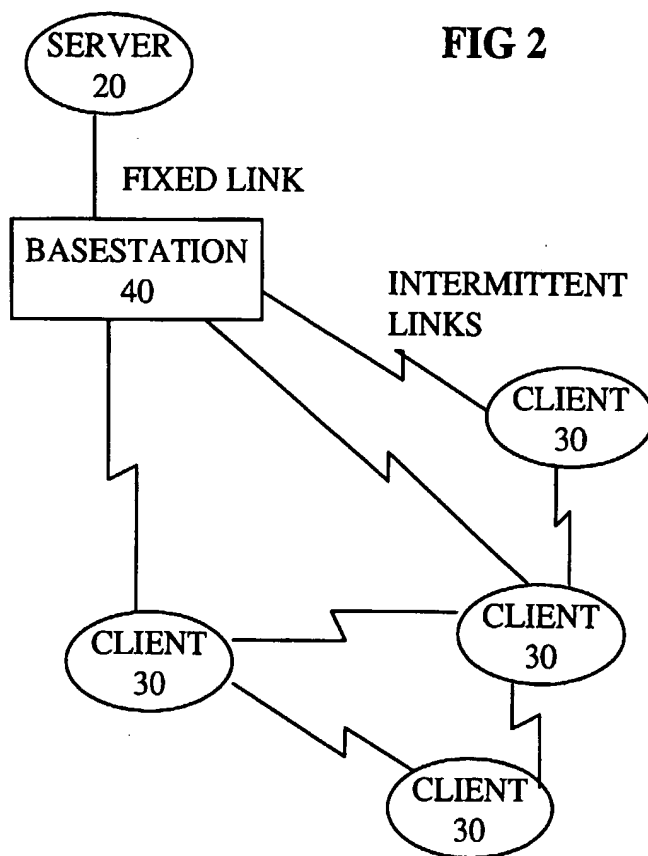 FIG 2
SERVER
20
FIXED LINK
BASESTATION
40
INTERMITTENT
LINKS
CLIENT
30
CLIENT
30
CLIENT
30
CLIENT
30